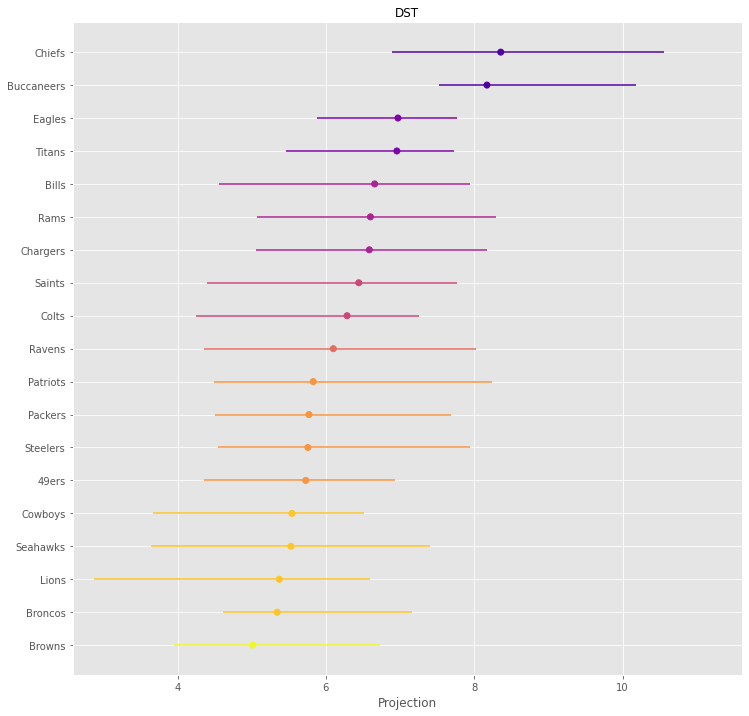 DST
Chiefs
Buccaneers
Eagles
Titans
Bills
Rams
Chargers
Saints
Colts
Ravens
Patriots
Packers
Steelers
49ers
Cowboys
Seahawks
Lions
Broncos
Browns
4 6 8 10
Projection